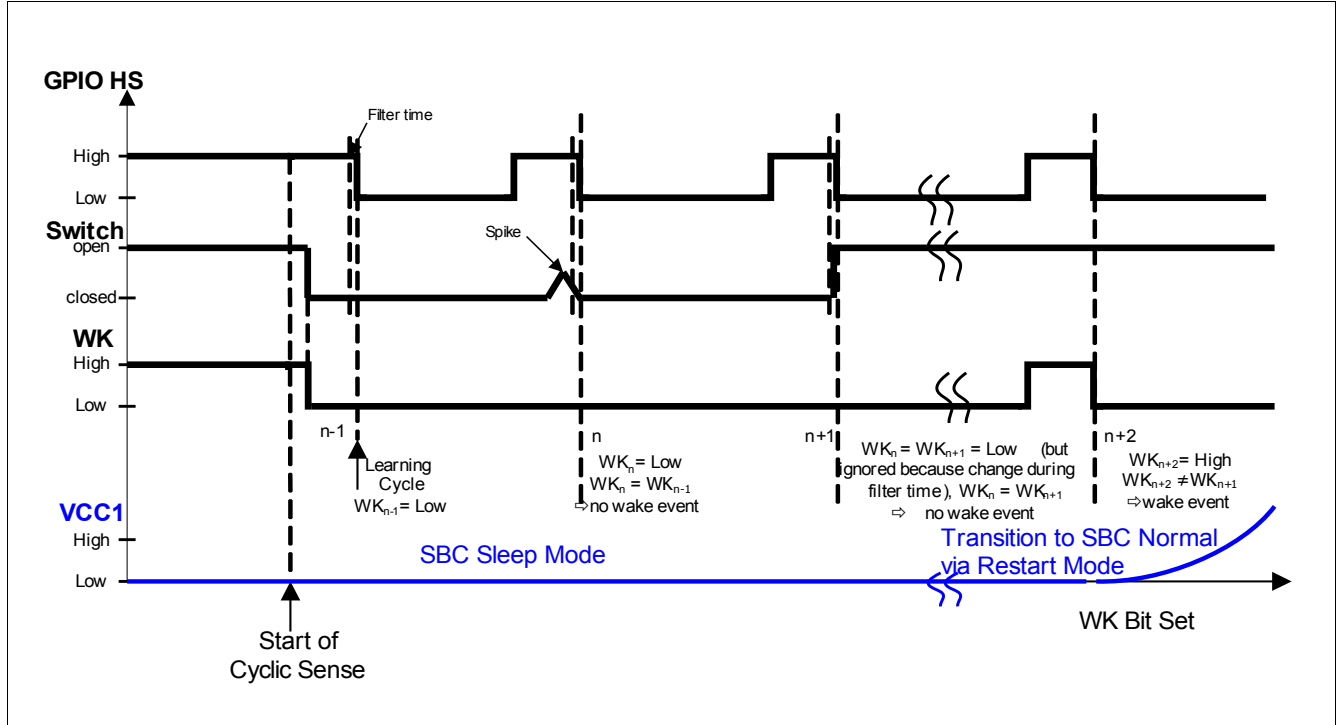 GPIO HS
Filter time
High
Low
Switch
open
Spike
closed
WK
High
Low
n-1
n
n+1
n+2
Learning
Cycle
WKn-1= Low
WKn= Low
WKn= WKn-1
⇨no wake event
WKn= WKn+1= Low (but
ignored because change during
filter time), WKn= WKn+1
⇨ no wake event
WKn+2= High
WKn+2 ≠WKn+1
⇨wake event
VCC1
High
Low
SBC Sleep Mode
Transition to SBC Normal
via Restart Mode
WK Bit Set
Start of
Cyclic Sense